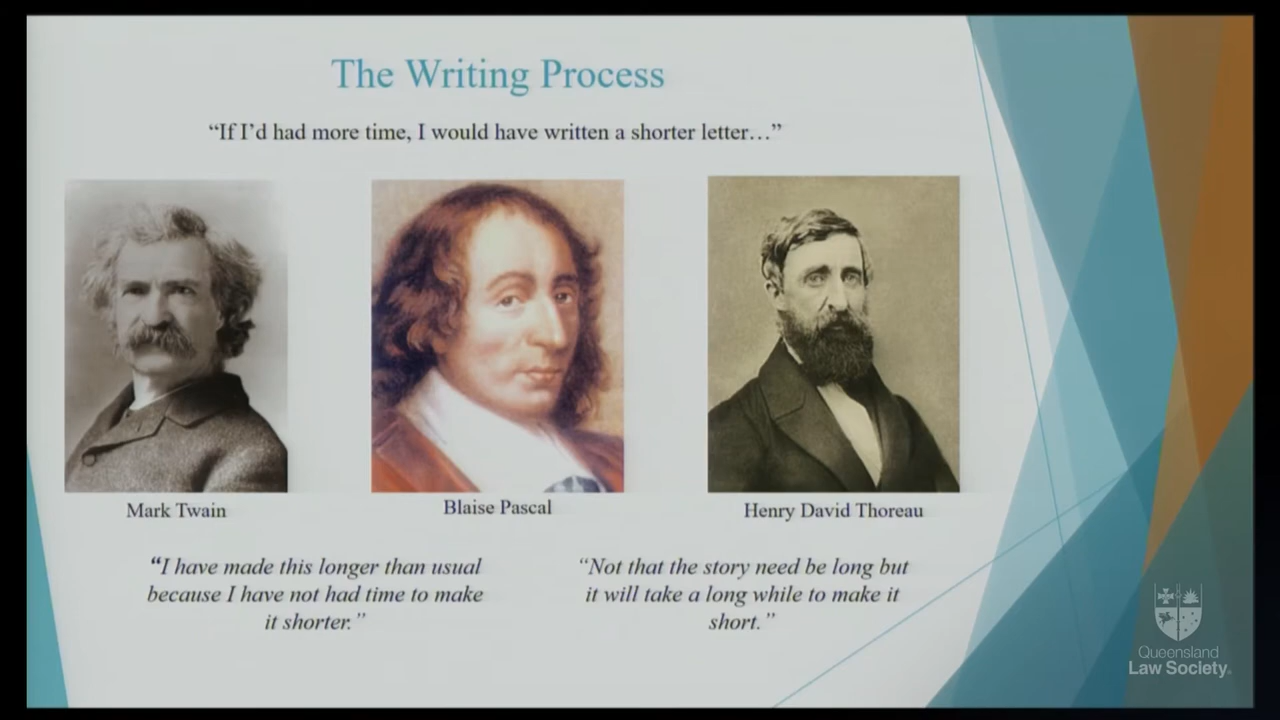 The Writing Process
“If I’d had more time, I would have written a shorter letter…”
Mark Twain
Blaise Pascal
Henry David Thoreau
“I have made this longer than usual
because I have not had time to make
it shorter.”
“Not that the story need be long but
it will take a long while to make it
short.”
Queensland
Law Society